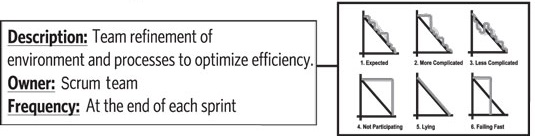 Description: Team refinement of
environment and processes to optimize efficiency.
Owner: Scrum team
Frequency: At the end of each sprint
1. Expected
2. More Complicated
3. Less Complicated
4. Not Participating
5. Lying
6. Failing Fast